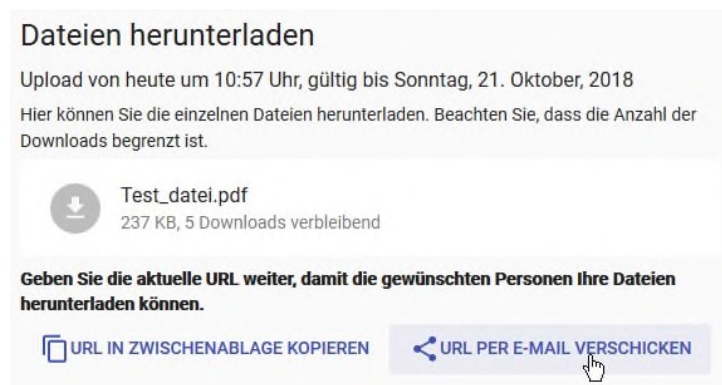 Dateien herunterladen
Upload von heute um 10:57 Uhr, gültig bis Sonntag, 21. Oktober, 2018
Hier können Sie die einzelnen Dateien herunterladen. Beachten Sie, dass die Anzahl der
Downloads begrenzt ist.
Test_datei.pdf
237 KB, 5 Downloads verbleibend
Geben Sie die aktuelle URL weiter, damit die gewünschten Personen Ihre Dateien
herunterladen können.
URL IN ZWISCHENABLAGE KOPIEREN URL PER E-MAIL VERSCHICKEN